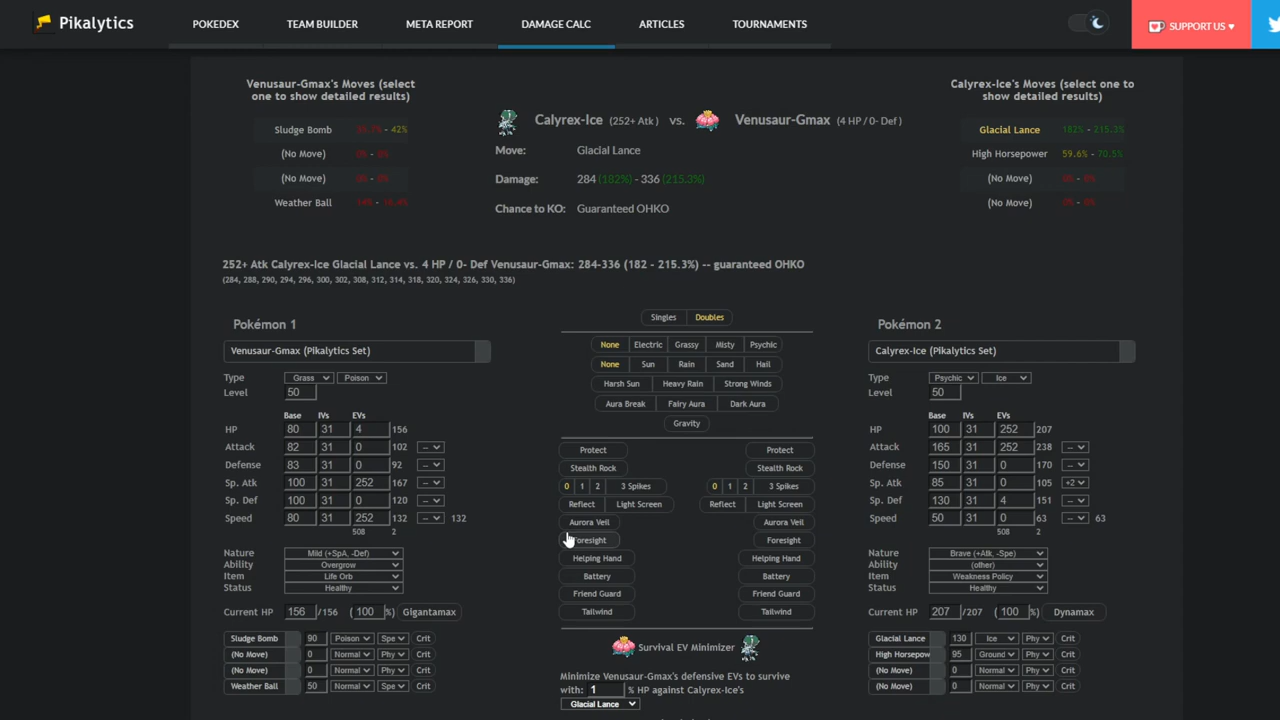 Pikalytics
POKEDEX TEAM BUILDER META REPORT DAMAGE CALC ARTICLES TOURNAMENTS
SUPPORT US ♥
Venusaur-Gmax's Moves (select
one to show detailed results)
Sludge Bomb - 42%
(No Move) 0% - 0%
(No Move) 0% - 0%
Weather Ball
Calyrex-Ice (252+ Atk ) VS. Venusaur-Gmax (4 HP / 0- Def )
Move: Glacial Lance
Damage: 284 (182%) - 336 (215.3%)
Chance to KO: Guaranteed OHKO
Calyrex-Ice's Moves (select one to
show detailed results)
Glacial Lance 182% - 215.3%
High Horsepower 59.6% - 70.5%
(No Move) 0% - 0%
(No Move) 0% - 0%
252+ Atk Calyrex-Ice Glacial Lance vs. 4 HP / 0- Def Venusaur-Gmax: 284-336 (182 - 215.3%) -- guaranteed OHKO
(284, 288, 290, 294, 296, 300, 302, 308, 312, 314, 318, 320, 324, 326, 330, 336)
Pokémon 1
Venusaur-Gmax (Pikalytics Set)
Type Grass Poison
Level 50
Base IVs EVs
HP 80 31 4 156
Attack 82 31 0 102 --
Defense 83 31 0 92 --
Sp. Atk 100 31 252 167 --
Sp. Def 100 31 0 120 --
Speed 80 31 252 132 -- 132
508 2
Nature Mild (+SpA, -Def)
Ability Overgrow
Item Life Orb
Status Healthy
Current HP 156 /156 ( 100 %) Gigantamax
Sludge Bomb 90 Poison Spe Crit
(No Move) 0 Normal Phy Crit
(No Move) 0 Normal Phy Crit
Weather Ball 50 Normal Spe Crit
Singles Doubles
None Electric Grassy Misty Psychic
None Sun Rain Sand Hail
Harsh Sun Heavy Rain Strong Winds
Aura Break Fairy Aura Dark Aura
Gravity
Protect Protect
Stealth Rock Stealth Rock
0 1 2 3 Spikes 0 1 2 3 Spikes
Reflect Light Screen Reflect Light Screen
Aurora Veil Aurora Veil
Foresight Foresight
Helping Hand Helping Hand
Battery Battery
Friend Guard Friend Guard
Tailwind Tailwind
Survival EV Minimizer
Minimize Venusaur-Gmax's defensive EVs to survive
with: 1 % HP against Calyrex-Ice's
Glacial Lance
Pokémon 2
Calyrex-Ice (Pikalytics Set)
Type Psychic Ice
Level 50
Base IVs EVs
HP 100 31 252 207
Attack 165 31 252 238 --
Defense 150 31 0 170 --
Sp. Atk 85 31 0 105 +2
Sp. Def 130 31 4 151 --
Speed 50 31 0 63 -- 63
508 2
Nature Brave (+Atk, -Spe)
Ability (other)
Item Weakness Policy
Status Healthy
Current HP 207 /207 ( 100 %) Dynamax
Glacial Lance 130 Ice Phy Crit
High Horsepow 95 Ground Phy Crit
(No Move) 0 Normal Phy Crit
(No Move) 0 Normal Phy Crit